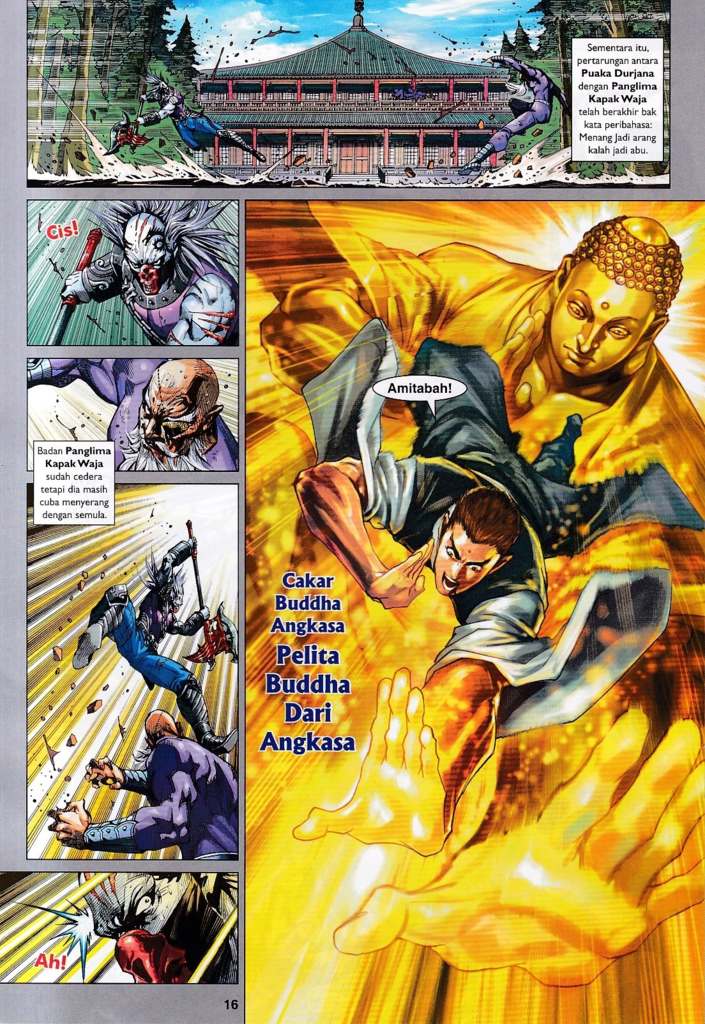 Sementara itu,
pertarungan antara
Puaka Durjana
dengan Panglima
Kapak Waja
telah berakhir bak
kata peribahasa:
Menang Jadi arang
kalah jadi abu.
Cis!
Badan Panglima
Kapak Waja
sudah cedera
tetapi dia masih
cuba menyerang
dengan semula.
Ah!
Amitabah!
Cakar
Buddha
Angkasa
Pelita
Buddha
Dari
Angkasa
16